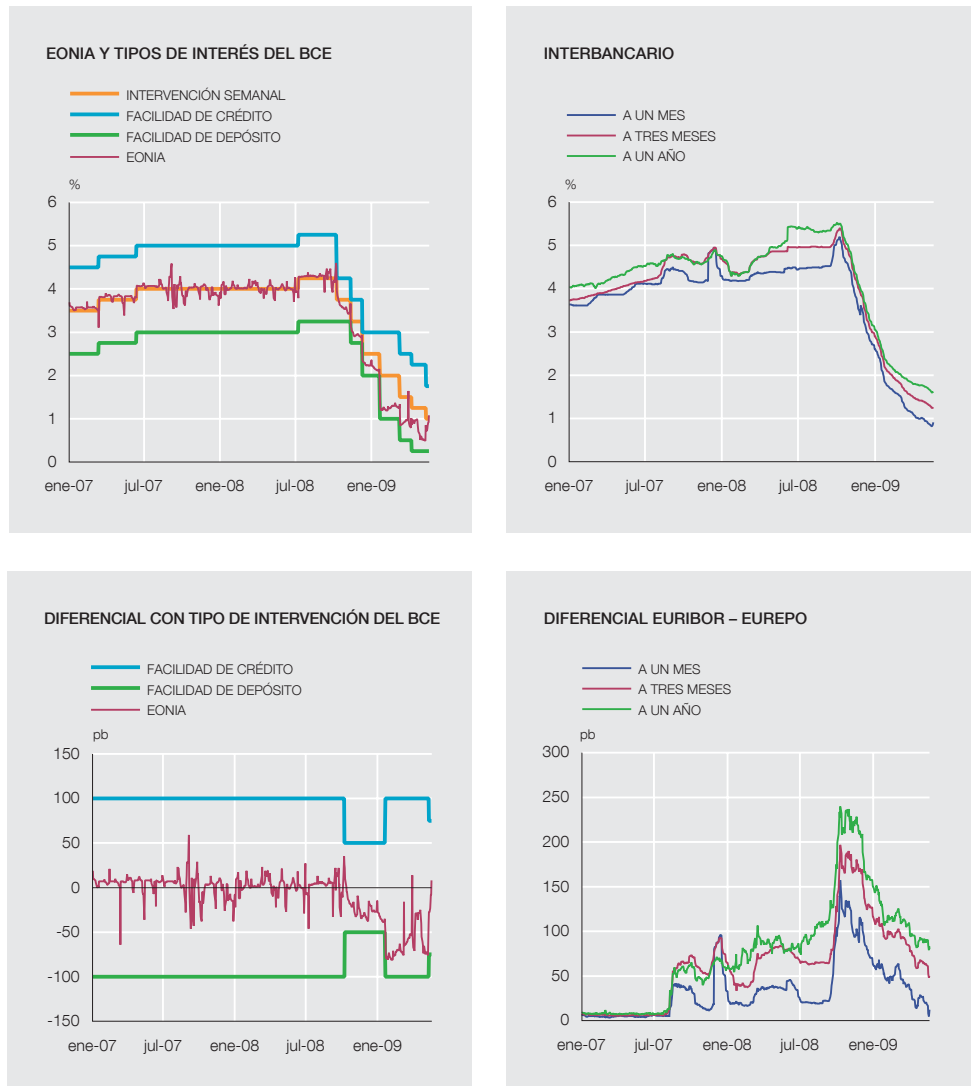 EONIA Y TIPOS DE INTERÉS DEL BCE
INTERVENCIÓN SEMANAL
FACILIDAD DE CRÉDITO
FACILIDAD DE DEPÓSITO
EONIA
%
6
5
4
3
2
1
0
ene-07 jul-07 ene-08 jul-08 ene-09
INTERBANCARIO
A UN MES
A TRES MESES
A UN AÑO
%
6
5
4
3
2
1
0
ene-07 jul-07 ene-08 jul-08 ene-09
DIFERENCIAL CON TIPO DE INTERVENCIÓN DEL BCE
FACILIDAD DE CRÉDITO
FACILIDAD DE DEPÓSITO
EONIA
pb
150
100
50
0
-50
-100
-150
ene-07 jul-07 ene-08 jul-08 ene-09
DIFERENCIAL EURIBOR – EUREPO
A UN MES
A TRES MESES
A UN AÑO
pb
300
250
200
150
100
50
0
ene-07 jul-07 ene-08 jul-08 ene-09